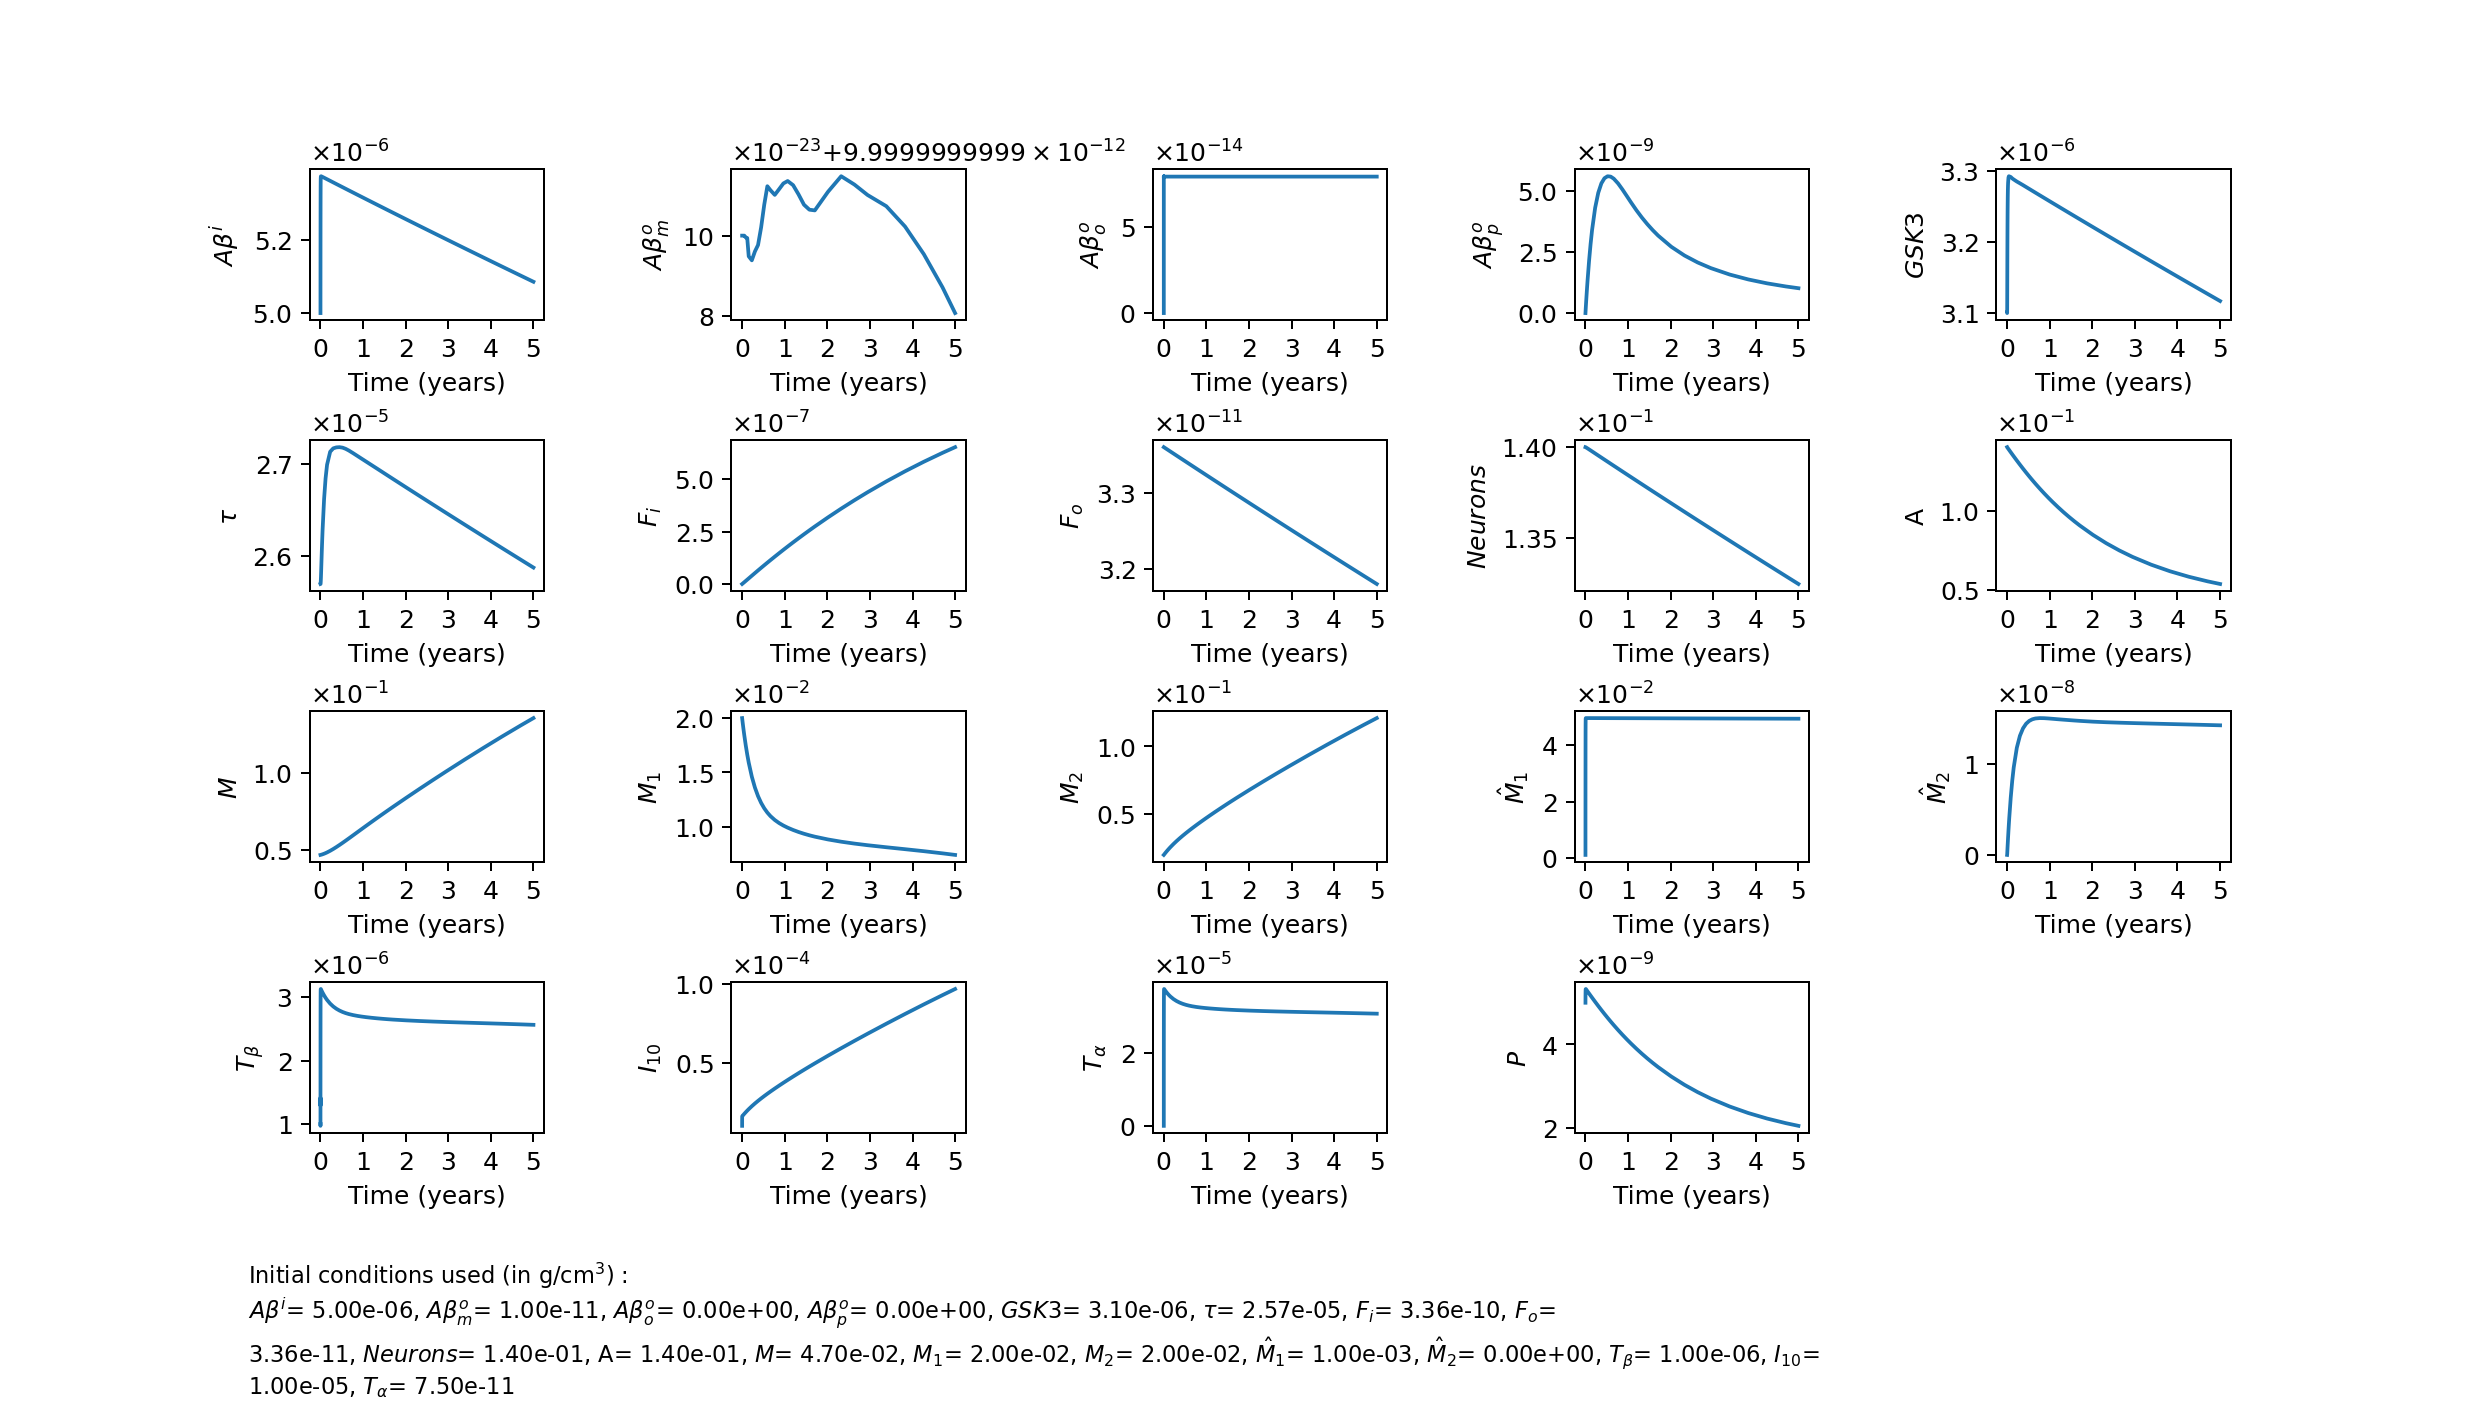 ×10⁻⁶
Aβⁱ
5.2
5.0
0 1 2 3 4 5
Time (years)
×10⁻²³+9.9999999999 × 10⁻¹²
Aβₘᵒ
10
8
0 1 2 3 4 5
Time (years)
×10⁻¹⁴
Aβₒᵒ
5
0
0 1 2 3 4 5
Time (years)
×10⁻⁹
Aβₚᵒ
5.0
2.5
0.0
0 1 2 3 4 5
Time (years)
×10⁻⁶
GSK3
3.3
3.2
3.1
0 1 2 3 4 5
Time (years)
×10⁻⁵
τ
2.7
2.6
0 1 2 3 4 5
Time (years)
×10⁻⁷
Fᵢ
5.0
2.5
0.0
0 1 2 3 4 5
Time (years)
×10⁻¹¹
Fₒ
3.3
3.2
0 1 2 3 4 5
Time (years)
×10⁻¹
Neurons
1.40
1.35
0 1 2 3 4 5
Time (years)
×10⁻¹
A
1.0
0.5
0 1 2 3 4 5
Time (years)
×10⁻¹
M
1.0
0.5
0 1 2 3 4 5
Time (years)
×10⁻²
M₁
2.0
1.5
1.0
0 1 2 3 4 5
Time (years)
×10⁻¹
M₂
1.0
0.5
0 1 2 3 4 5
Time (years)
×10⁻²
M̂₁
4
2
0
0 1 2 3 4 5
Time (years)
×10⁻⁸
M̂₂
1
0
0 1 2 3 4 5
Time (years)
×10⁻⁶
Tᵦ
3
2
1
0 1 2 3 4 5
Time (years)
×10⁻⁴
I₁₀
1.0
0.5
0 1 2 3 4 5
Time (years)
×10⁻⁵
T_α
2
0
0 1 2 3 4 5
Time (years)
×10⁻⁹
P
4
2
0 1 2 3 4 5
Time (years)
Initial conditions used (in g/cm³) :
Aβⁱ= 5.00e-06, Aβₘᵒ= 1.00e-11, Aβₒᵒ= 0.00e+00, Aβₚᵒ= 0.00e+00, GSK3= 3.10e-06, τ= 2.57e-05, Fᵢ= 3.36e-10, Fₒ=
3.36e-11, Neurons= 1.40e-01, A= 1.40e-01, M= 4.70e-02, M₁= 2.00e-02, M₂= 2.00e-02, M̂₁= 1.00e-03, M̂₂= 0.00e+00, Tᵦ= 1.00e-06, I₁₀=
1.00e-05, T_α= 7.50e-11